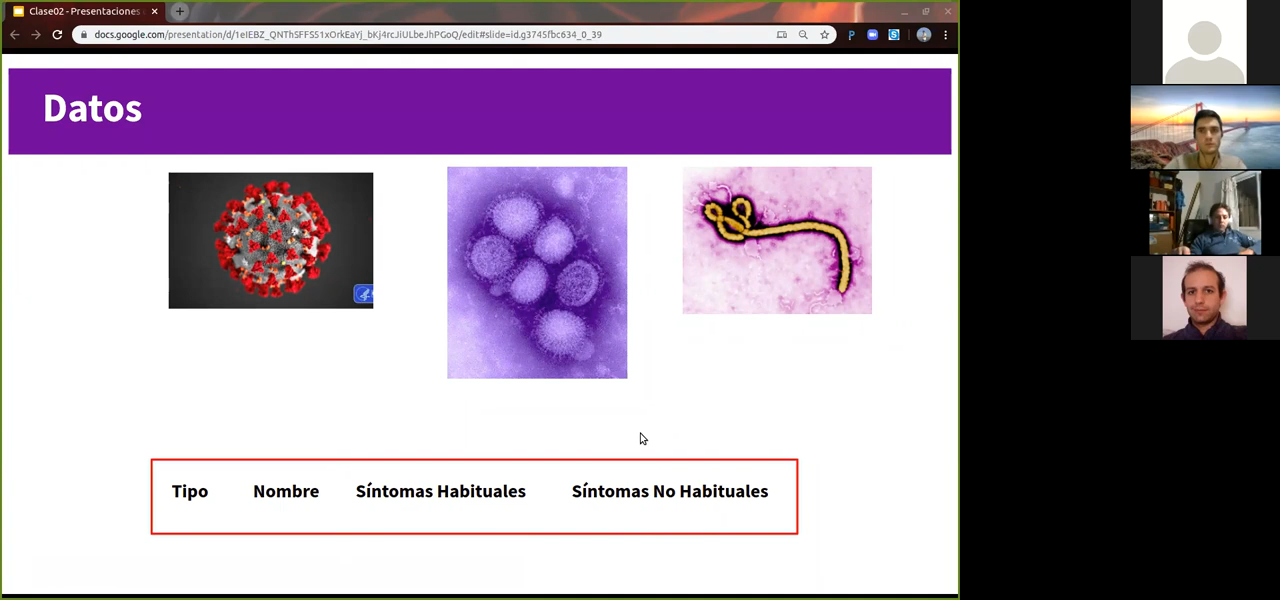 Clase02 - Presentaciones
docs.google.com/presentation/d/1eIEBZ_QNThSFFS51xOrkEaYj_bKj4rcJiULbeJhPGoQ/edit#slide=id.g3745fbc634_0_39
Datos
Tipo Nombre Síntomas Habituales Síntomas No Habituales